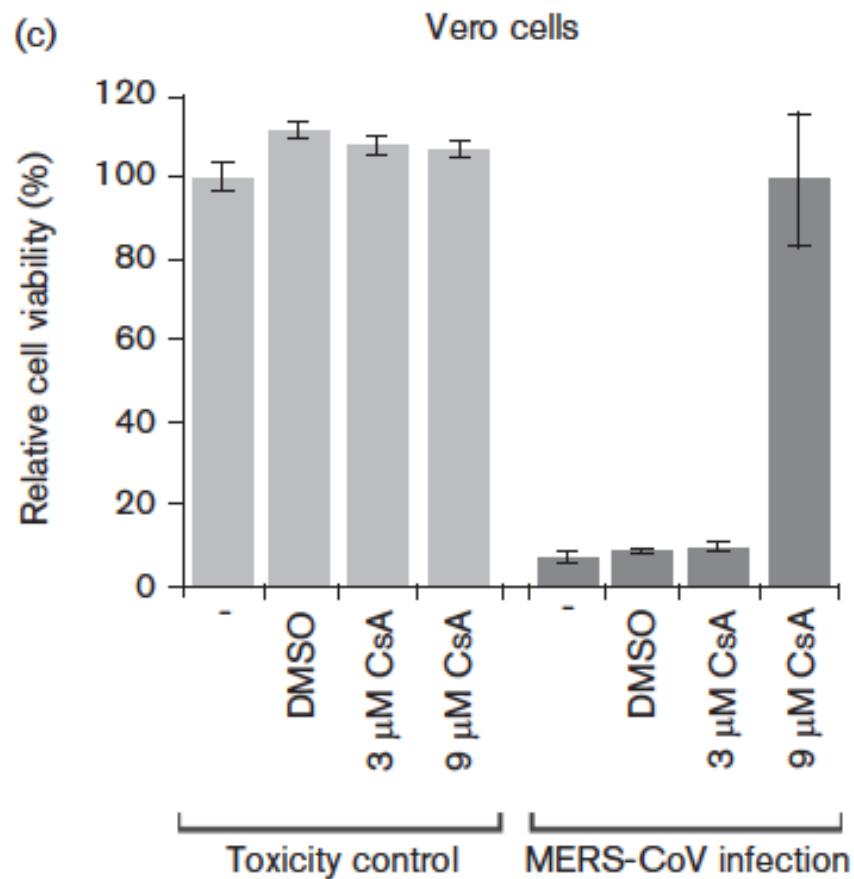 (c)
Vero cells
Relative cell viability (%)
120
100
80
60
40
20
0
-
DMSO
3 µM CsA
9 µM CsA
-
DMSO
3 µM CsA
9 µM CsA
Toxicity control
MERS-CoV infection